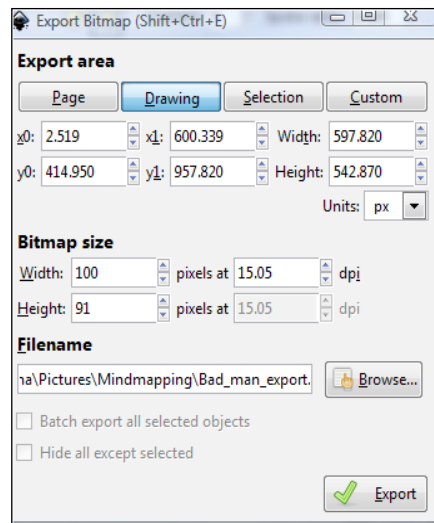 Export Bitmap (Shift+Ctrl+E)
Export area
Page Drawing Selection Custom
x0: 2.519 x1: 600.339 Width: 597.820
y0: 414.950 y1: 957.820 Height: 542.870
Units: px
Bitmap size
Width: 100 pixels at 15.05 dpi
Height: 91 pixels at 15.05 dpi
Filename
na\Pictures\Mindmapping\Bad_man_export. Browse...
Batch export all selected objects
Hide all except selected
Export